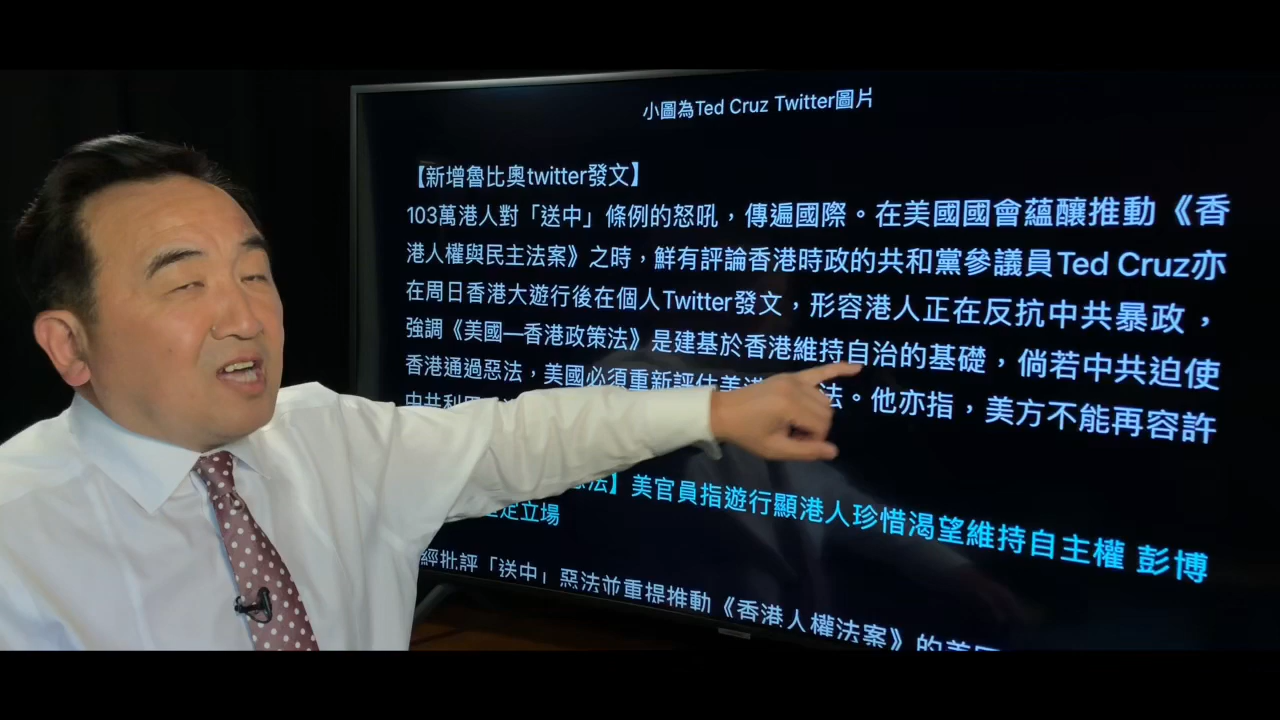 小圖為Ted Cruz Twitter圖片
【新增魯比奧twitter發文】
103萬港人對「送中」條例的怒吼，傳遍國際。在美國國會蘊釀推動《香
港人權與民主法案》之時，鮮有評論香港時政的共和黨參議員Ted Cruz亦
在周日香港大遊行後在個人Twitter發文，形容港人正在反抗中共暴政，
強調《美國—香港政策法》是建基於香港維持自治的基礎，倘若中共迫使
香港通過惡法，美國必須重新評估美港 法。他亦指，美方不能再容許
中共利用
惡法】美官員指遊行顯港人珍惜渴望維持自主權 彭博
定立場
經批評「送中」惡法並重提推動《香港人權法案》的美國